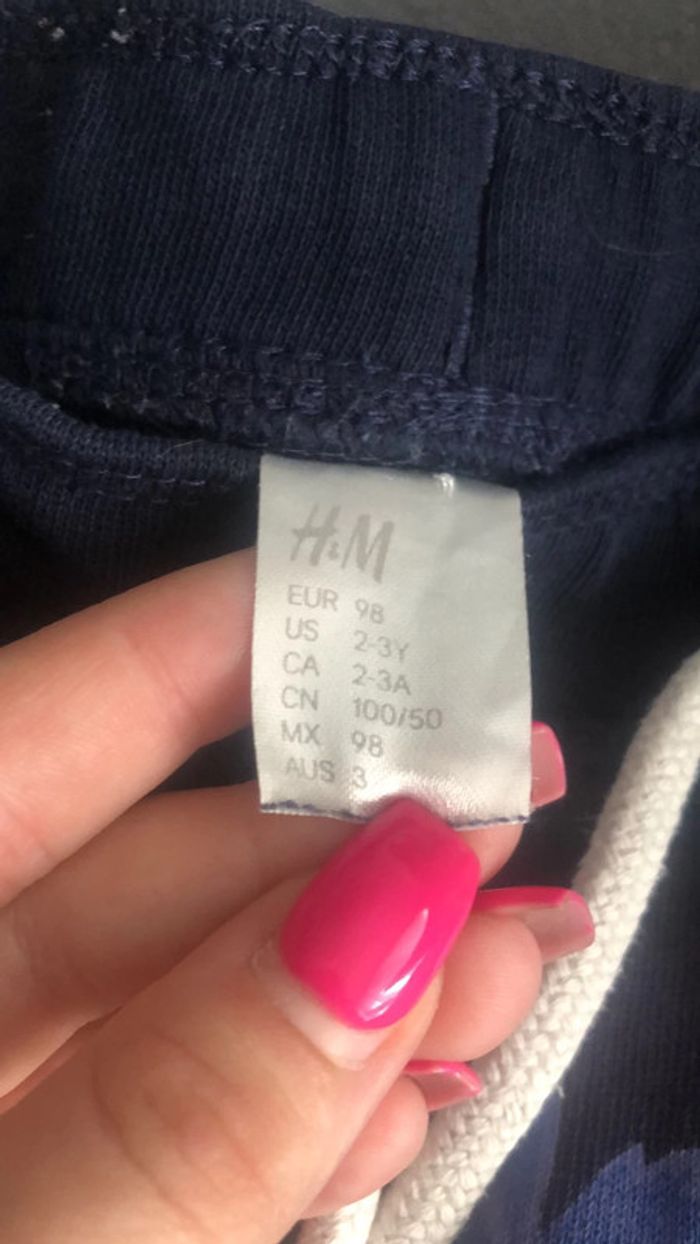 H&M
EUR 98
US 2-3Y
CA 2-3A
CN 100/50
MX 98
AUS 3